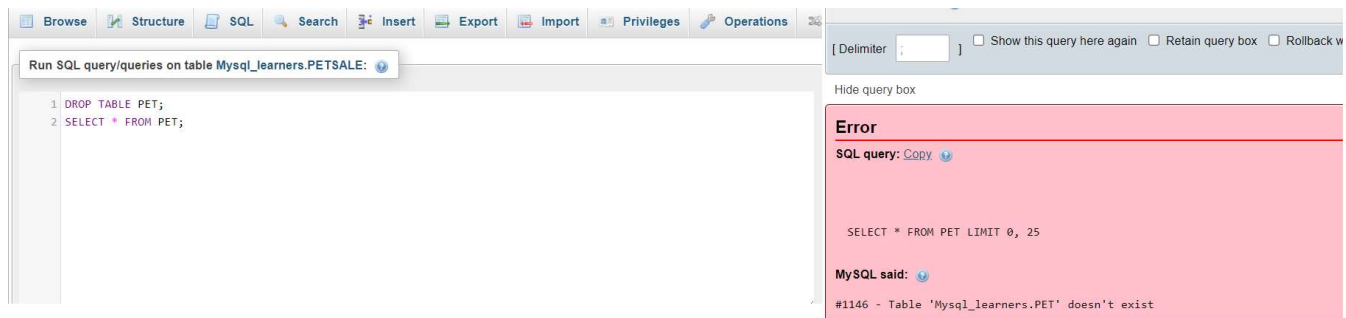 Browse Structure SQL Search Insert Export Import Privileges Operations
Run SQL query/queries on table Mysql_learners.PETSALE:
1 DROP TABLE PET;
2 SELECT * FROM PET;
[ Delimiter ; ] Show this query here again Retain query box Rollback w
Hide query box
Error
SQL query: Copy
SELECT * FROM PET LIMIT 0, 25
MySQL said:
#1146 - Table 'Mysql_learners.PET' doesn't exist